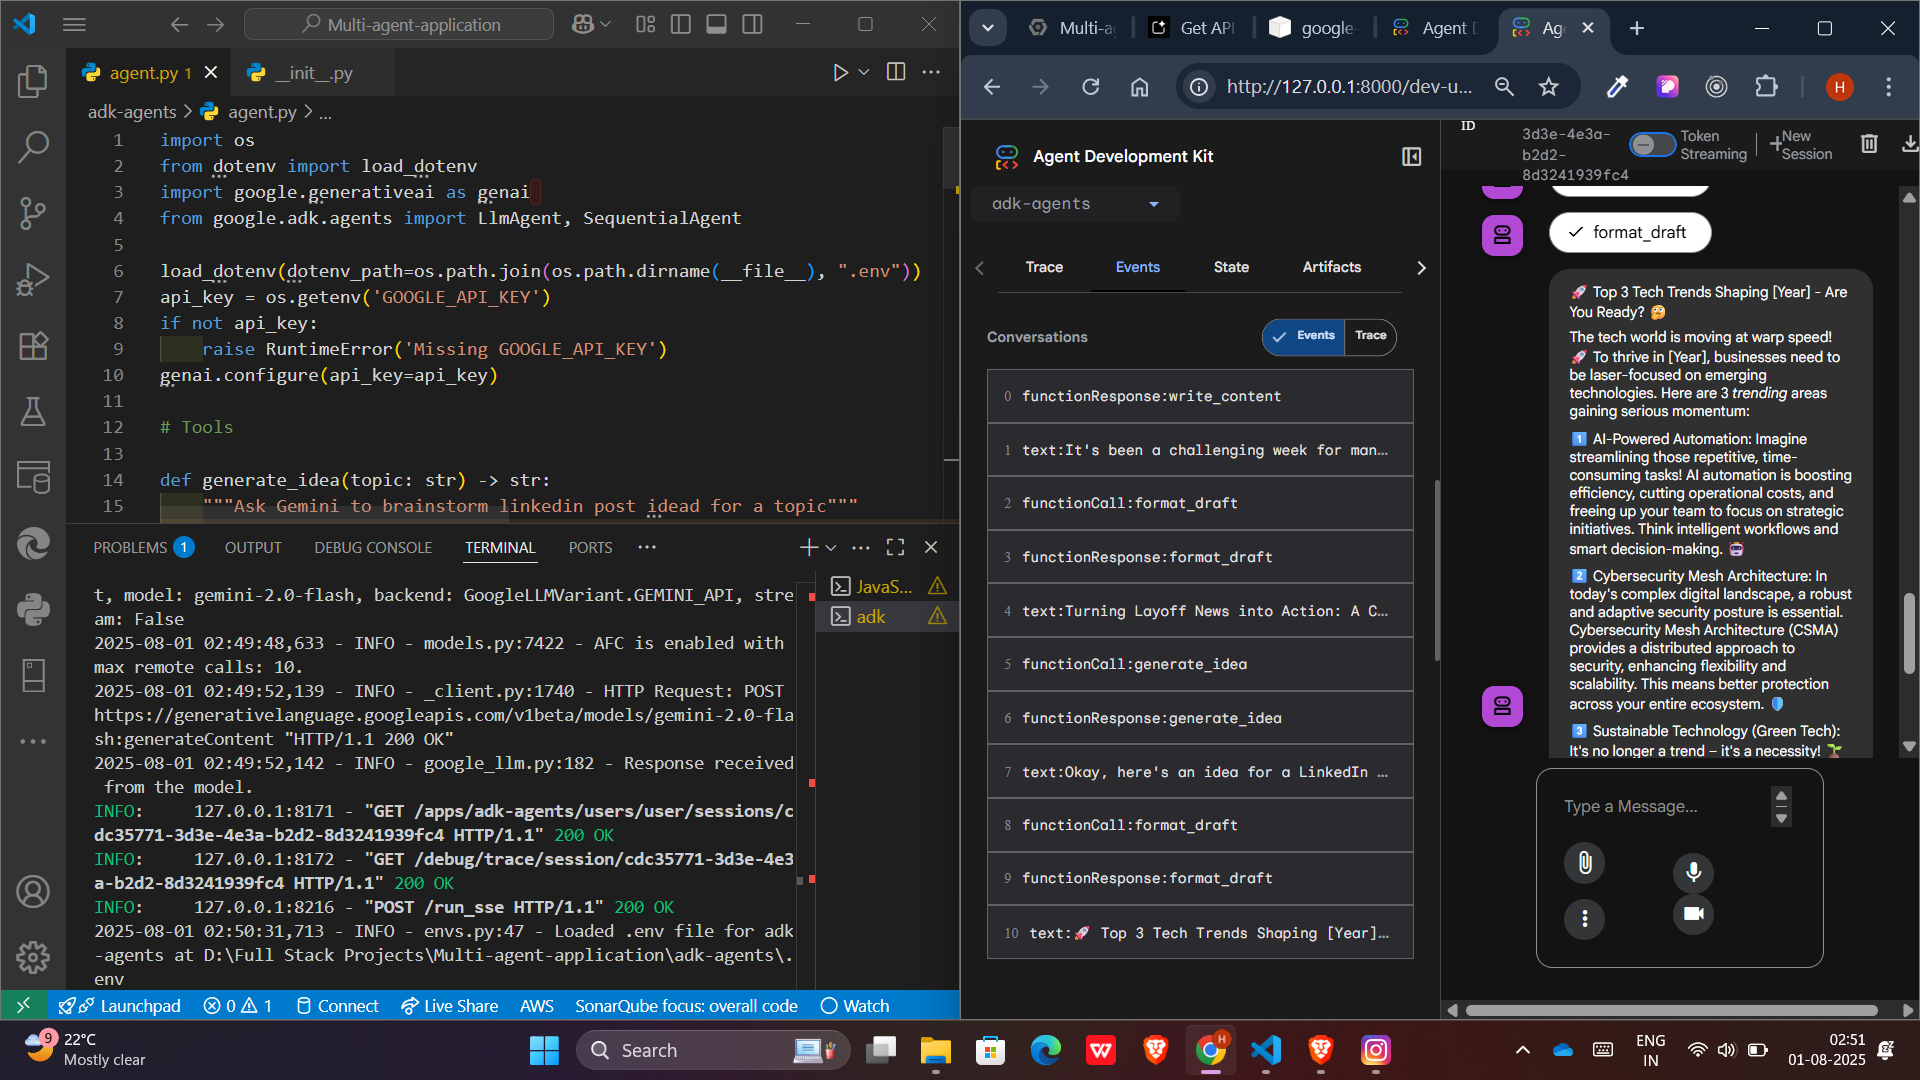 Multi-agent-application
agent.py 1
__init__.py
adk-agents > agent.py > ...
1 import os
2 from dotenv import load_dotenv
3 import google.generativeai as genai
4 from google.adk.agents import LlmAgent, SequentialAgent
5
6 load_dotenv(dotenv_path=os.path.join(os.path.dirname(__file__), ".env"))
7 api_key = os.getenv('GOOGLE_API_KEY')
8 if not api_key:
9 raise RuntimeError('Missing GOOGLE_API_KEY')
10 genai.configure(api_key=api_key)
11
12 # Tools
13
14 def generate_idea(topic: str) -> str:
15 """Ask Gemini to brainstorm linkedin post idead for a topic"""
PROBLEMS 1 OUTPUT DEBUG CONSOLE TERMINAL PORTS ...
JavaS...
adk
t, model: gemini-2.0-flash, backend: GoogleLLMVariant.GEMINI_API, stre
am: False
2025-08-01 02:49:48,633 - INFO - models.py:7422 - AFC is enabled with
max remote calls: 10.
2025-08-01 02:49:52,139 - INFO - _client.py:1740 - HTTP Request: POST
https://generativelanguage.googleapis.com/v1beta/models/gemini-2.0-fla
sh:generateContent "HTTP/1.1 200 OK"
2025-08-01 02:49:52,142 - INFO - google_llm.py:182 - Response received
from the model.
INFO: 127.0.0.1:8171 - "GET /apps/adk-agents/users/user/sessions/c
dc35771-3d3e-4e3a-b2d2-8d3241939fc4 HTTP/1.1" 200 OK
INFO: 127.0.0.1:8172 - "GET /debug/trace/session/cdc35771-3d3e-4e3
a-b2d2-8d3241939fc4 HTTP/1.1" 200 OK
INFO: 127.0.0.1:8216 - "POST /run_sse HTTP/1.1" 200 OK
2025-08-01 02:50:31,713 - INFO - envs.py:47 - Loaded .env file for adk
-agents at D:\Full Stack Projects\Multi-agent-application\adk-agents\.
env
Launchpad 0 1 Connect Live Share AWS SonarQube focus: overall code Watch
Multi-a
Get API
google-
Agent D
Ag
http://127.0.0.1:8000/dev-u...
H
Agent Development Kit
adk-agents
Trace Events State Artifacts
Conversations
Events Trace
0 functionResponse:write_content
1 text:It's been a challenging week for man...
2 functionCall:format_draft
3 functionResponse:format_draft
4 text:Turning Layoff News into Action: A C...
5 functionCall:generate_idea
6 functionResponse:generate_idea
7 text:Okay, here's an idea for a LinkedIn ...
8 functionCall:format_draft
9 functionResponse:format_draft
10 text:🚀 Top 3 Tech Trends Shaping [Year]...
ID
3d3e-4e3a-
b2d2-
8d3241939fc4
Token
Streaming
+New
Session
format_draft
🚀 Top 3 Tech Trends Shaping [Year] - Are
You Ready? 🤔
The tech world is moving at warp speed!
🚀 To thrive in [Year], businesses need to
be laser-focused on emerging
technologies. Here are 3 trending areas
gaining serious momentum:
1️⃣ AI-Powered Automation: Imagine
streamlining those repetitive, time-
consuming tasks! AI automation is boosting
efficiency, cutting operational costs, and
freeing up your team to focus on strategic
initiatives. Think intelligent workflows and
smart decision-making. 🤖
2️⃣ Cybersecurity Mesh Architecture: In
today's complex digital landscape, a robust
and adaptive security posture is essential.
Cybersecurity Mesh Architecture (CSMA)
provides a distributed approach to
security, enhancing flexibility and
scalability. This means better protection
across your entire ecosystem. 🛡️
3️⃣ Sustainable Technology (Green Tech):
It's no longer a trend – it's a necessity! 🌱
Type a Message...
9
22°C
Mostly clear
Search
H
ENG
IN
02:51
01-08-2025